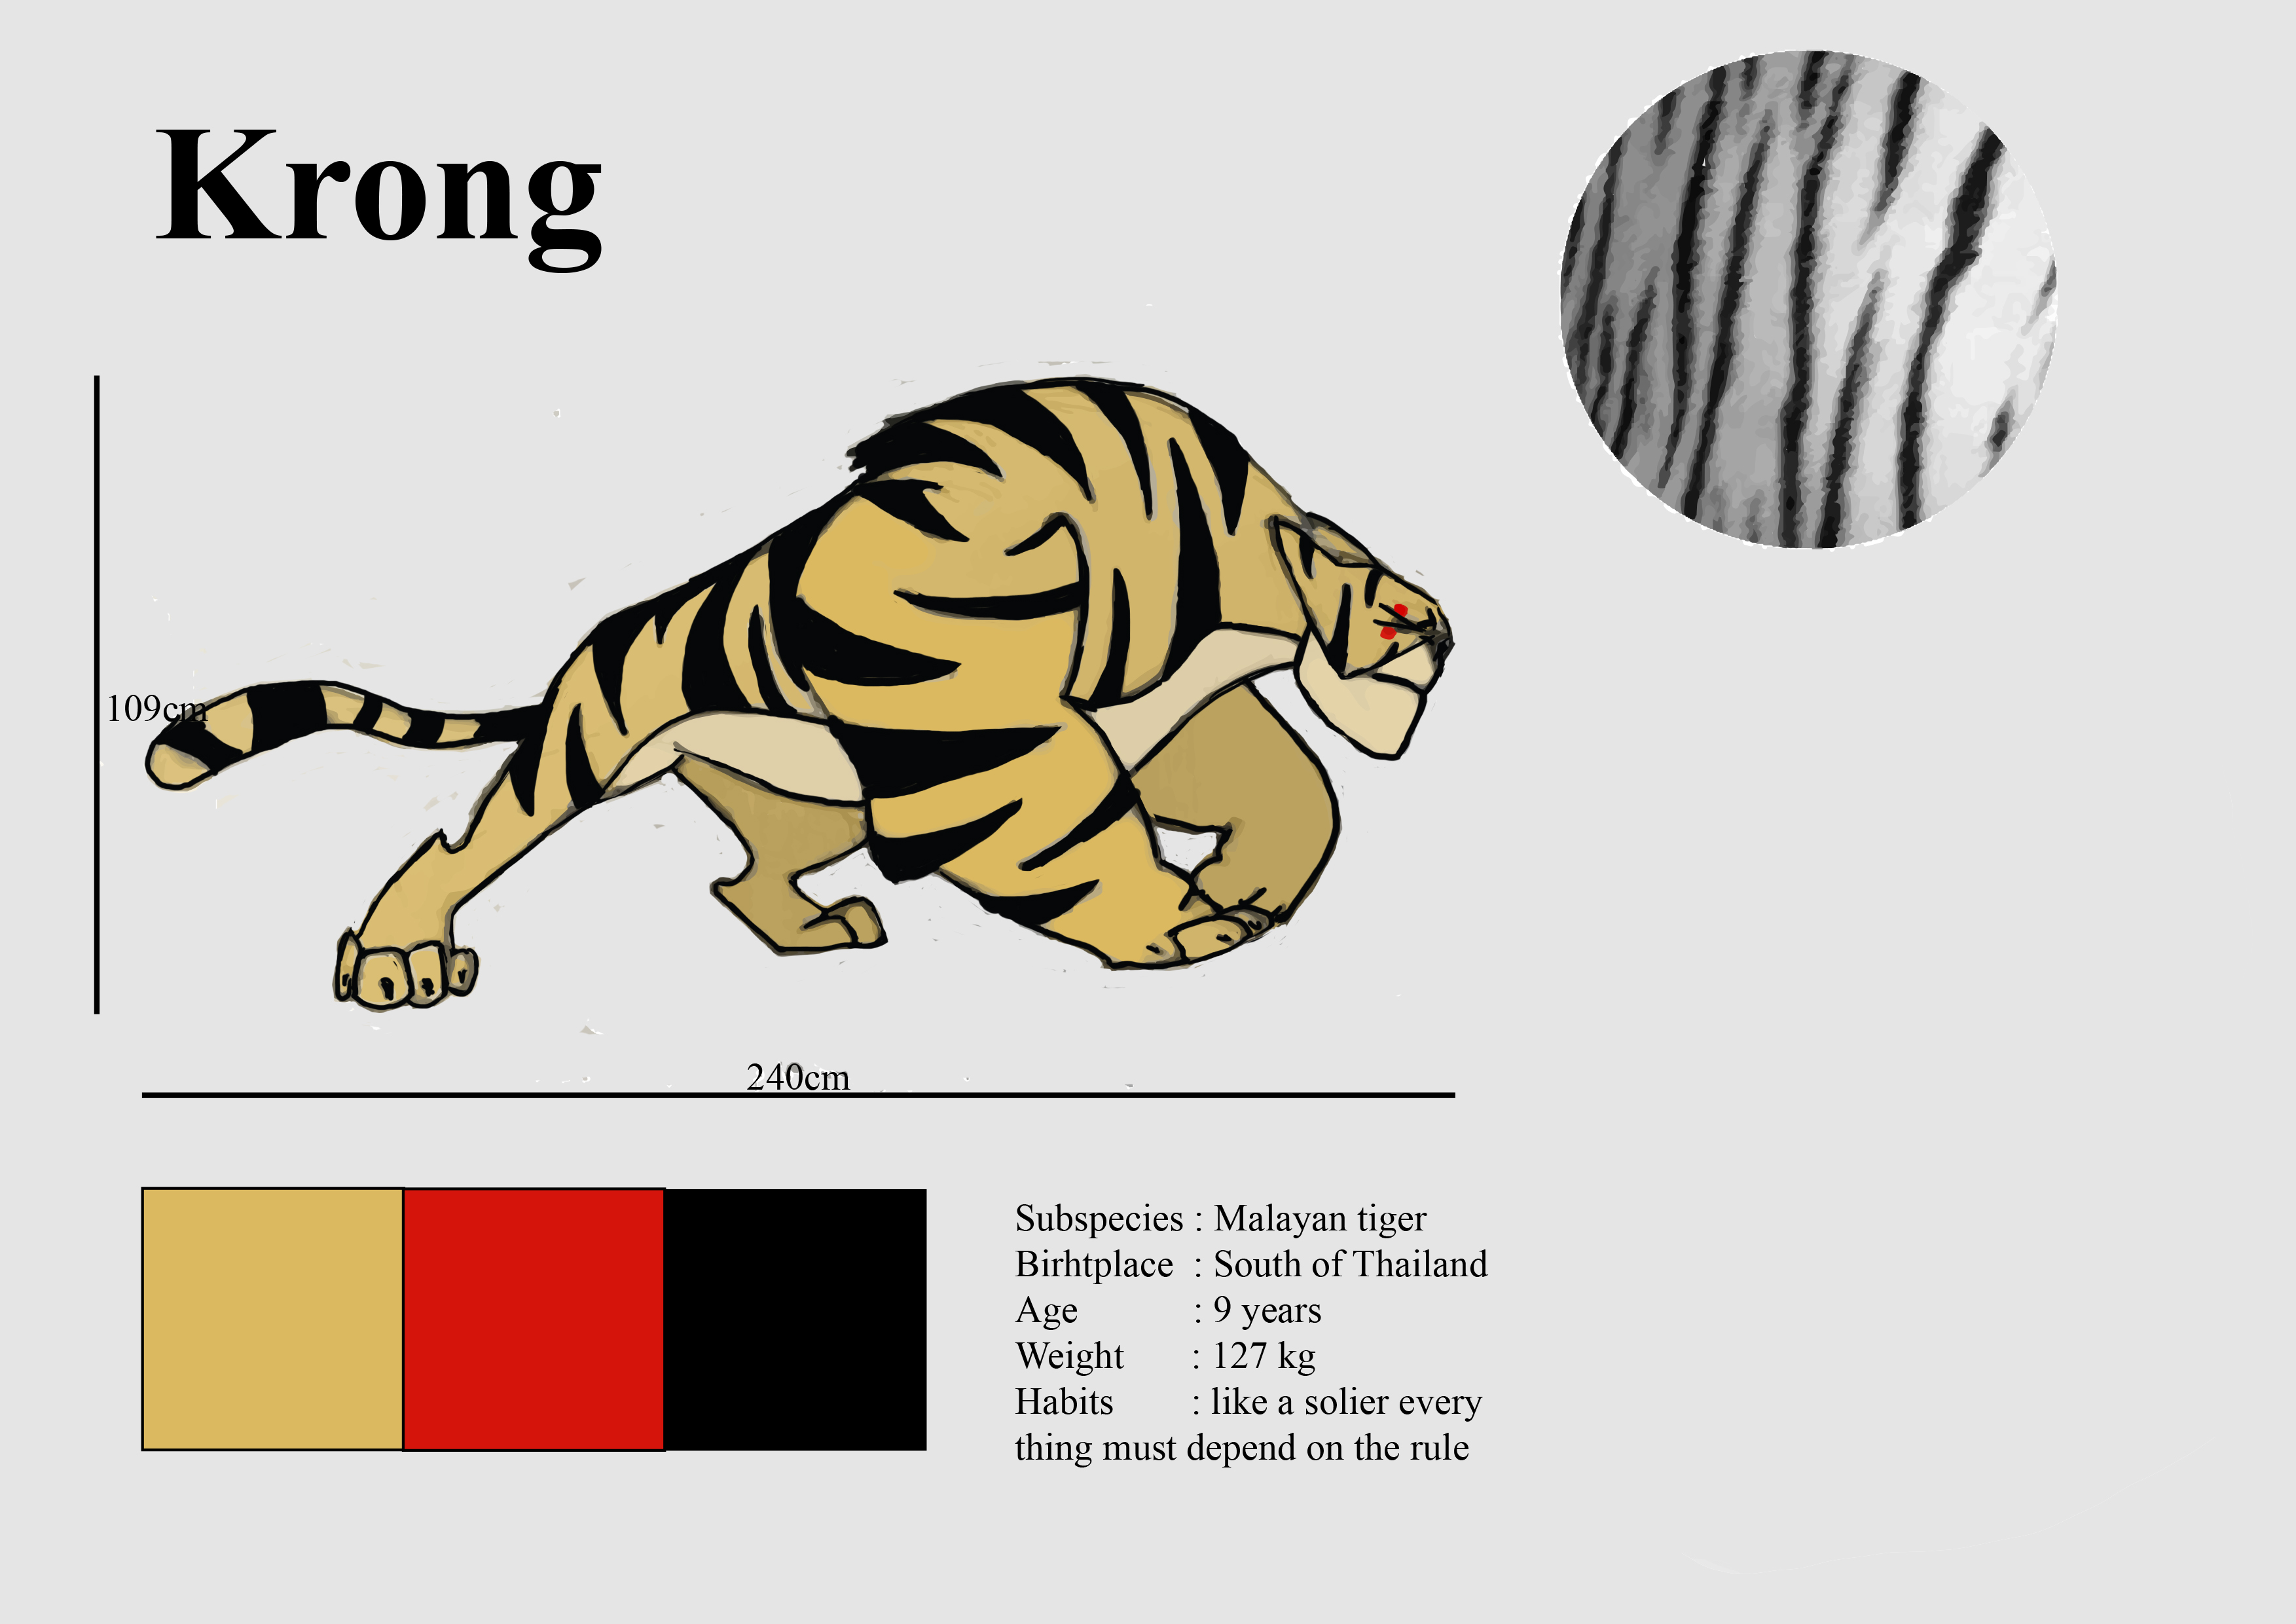 Krong
109cm
240cm
Subspecies : Malayan tiger
Birhtplace : South of Thailand
Age : 9 years
Weight : 127 kg
Habits : like a solier every
thing must depend on the rule